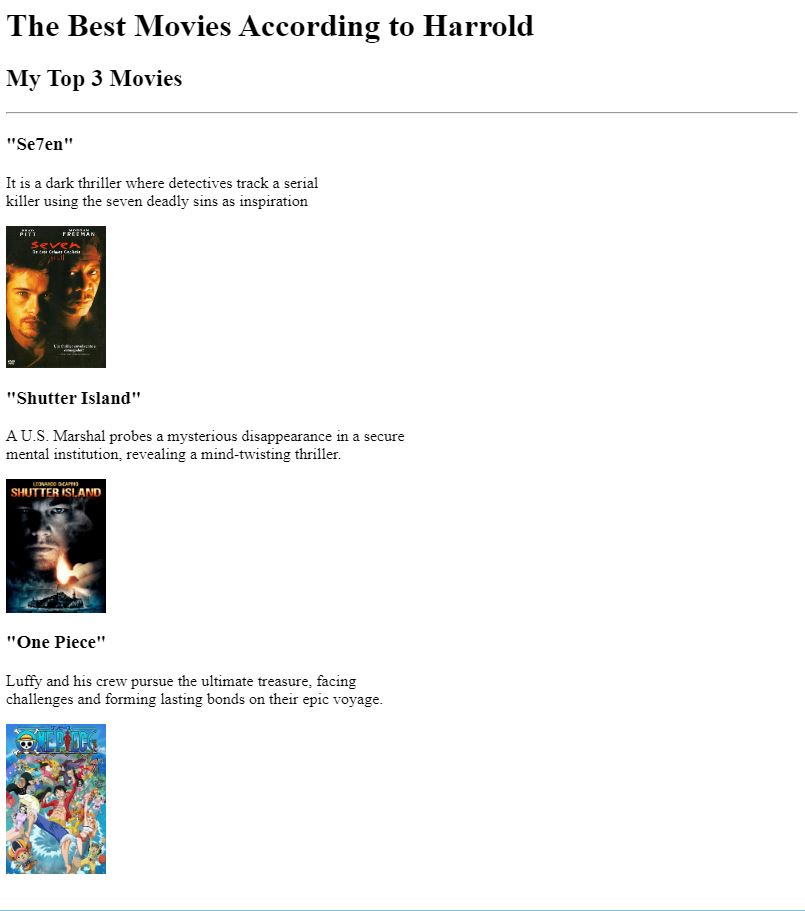 The Best Movies According to Harrold
My Top 3 Movies
"Se7en"
It is a dark thriller where detectives track a serial
killer using the seven deadly sins as inspiration
PITT
FREEMAN
seven
"Shutter Island"
A U.S. Marshal probes a mysterious disappearance in a secure
mental institution, revealing a mind-twisting thriller.
LEONARDO DiCAPRIO
SHUTTER ISLAND
"One Piece"
Luffy and his crew pursue the ultimate treasure, facing
challenges and forming lasting bonds on their epic voyage.
ONE PIECE